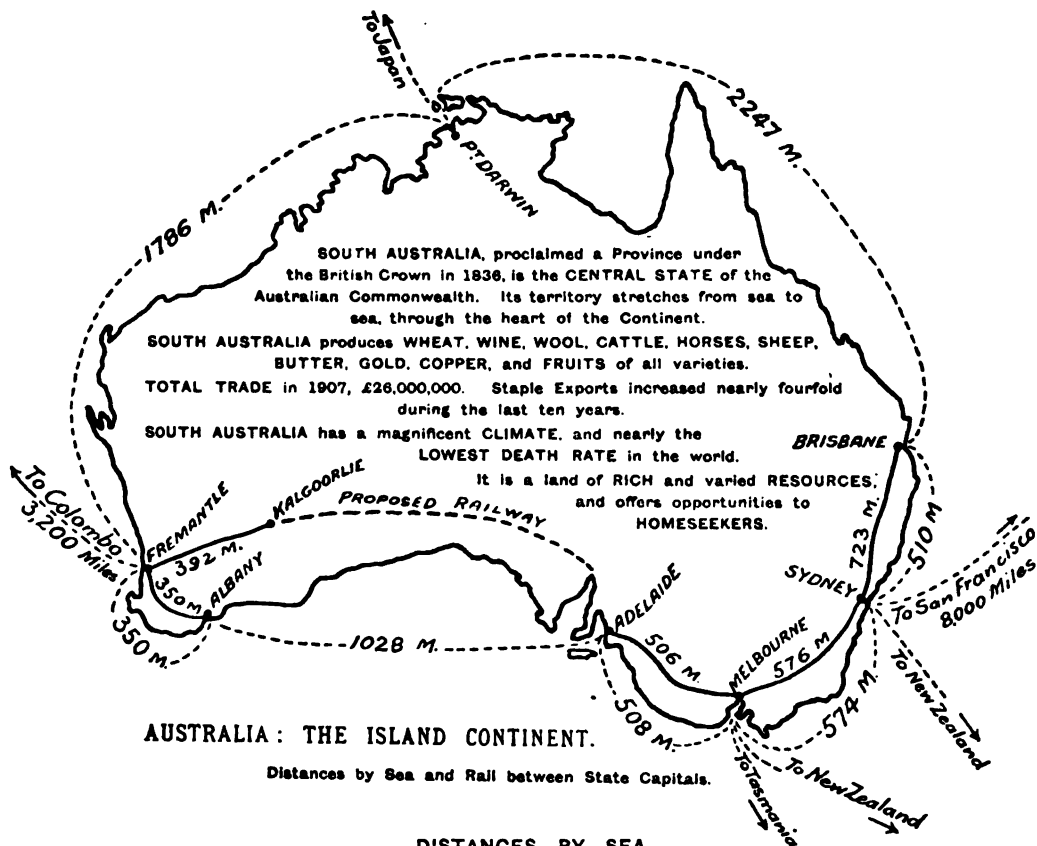 To Japan
2247 M.
PT. DARWIN
1786 M.
SOUTH AUSTRALIA, proclaimed a Province under
the British Crown in 1836, is the CENTRAL STATE of the
Australian Commonwealth. Its territory stretches from sea to
sea, through the heart of the Continent.
SOUTH AUSTRALIA produces WHEAT, WINE, WOOL, CATTLE, HORSES, SHEEP,
BUTTER, GOLD, COPPER, and FRUITS of all varieties.
TOTAL TRADE in 1907, £26,000,000. Staple Exports increased nearly fourfold
during the last ten years.
SOUTH AUSTRALIA has a magnificent CLIMATE, and nearly the
LOWEST DEATH RATE in the world.
It is a land of RICH and varied RESOURCES,
and offers opportunities to
HOMESEEKERS.
BRISBANE
To Colombo
3,200 Miles
FREMANTLE
KALGOORLIE
PROPOSED RAILWAY
392 M.
350 M
ALBANY
350 M.
1028 M.
ADELAIDE
506 M.
508 M.
MELBOURNE
576 M
574 M.
SYDNEY
723 M.
510 M
To San Francisco
8,000 Miles
To New Zealand
To New Zealand
To Tasmania
AUSTRALIA: THE ISLAND CONTINENT.
Distances by Sea and Rail between State Capitals.
DISTANCES BY SEA